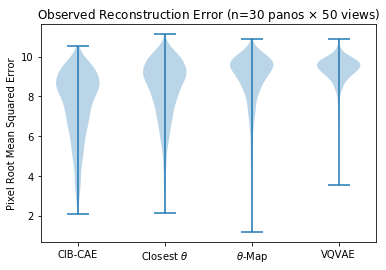 Observed Reconstruction Error (n=30 panos × 50 views)
Pixel Root Mean Squared Error
10
8
6
4
2
CIB-CAE Closest θ θ-Map VQVAE